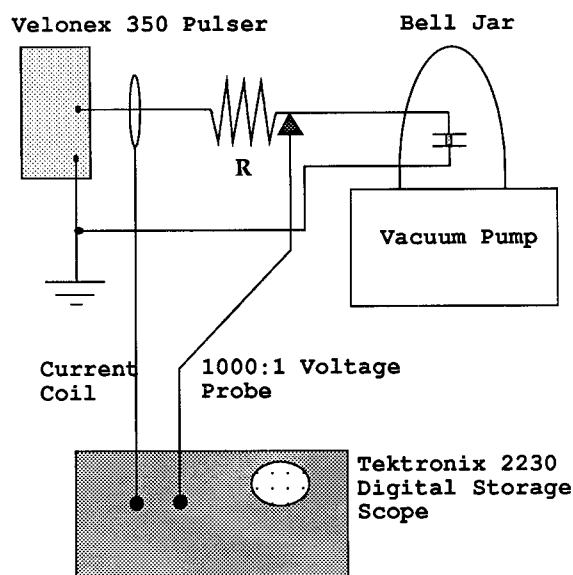 Velonex 350 Pulser
Bell Jar
R
Vacuum Pump
Current
Coil
1000:1 Voltage
Probe
Tektronix 2230
Digital Storage
Scope